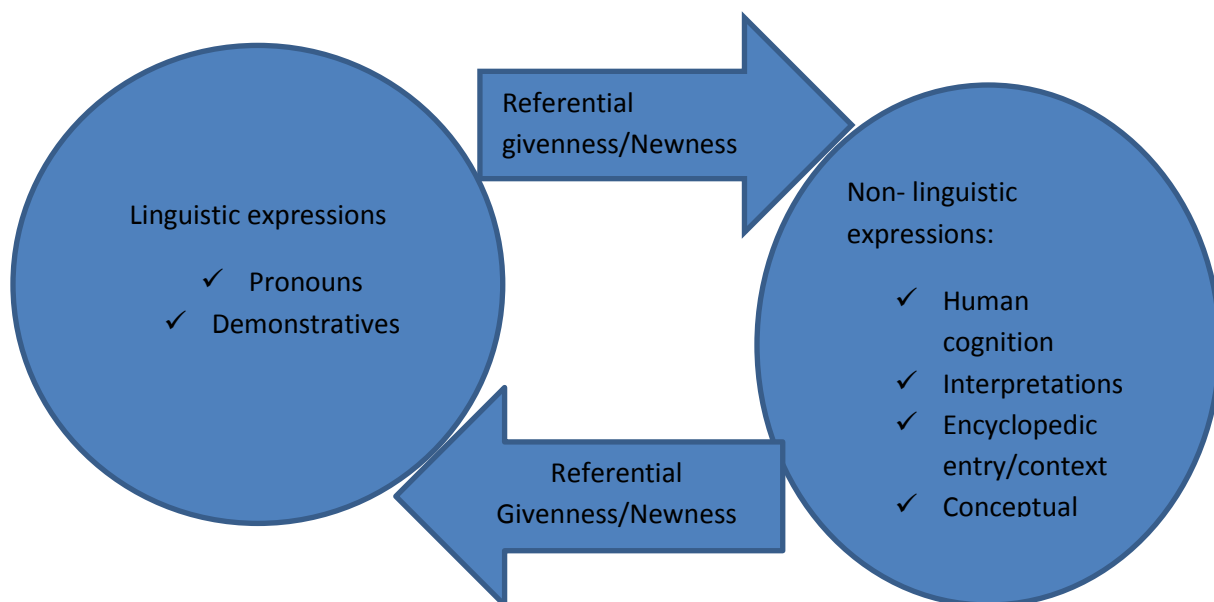 Referential
givenness/Newness
Linguistic expressions
✓ Pronouns
✓ Demonstratives
Non- linguistic
expressions:
✓ Human
cognition
✓ Interpretations
✓ Encyclopedic
entry/context
✓ Conceptual
Referential
Givenness/Newness